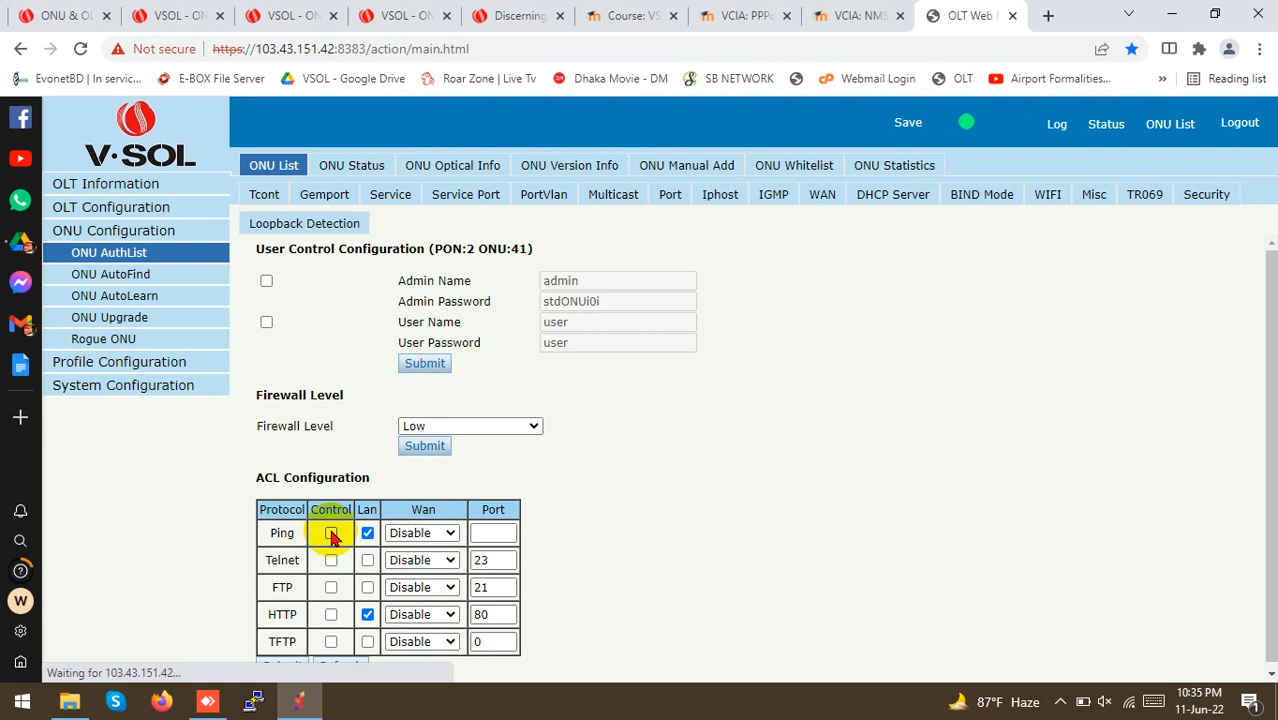 ONU & OL
VSOL - ON
VSOL - ON
VSOL - ON
Discerning
Course: VS
VCIA: PPPo
VCIA: NMS
OLT Web M
Not secure https://103.43.151.42:8383/action/main.html
EvonetBD | In servic...
E-BOX File Server
VSOL - Google Drive
Roar Zone | Live Tv
Dhaka Movie - DM
SB NETWORK
Webmail Login
OLT
Airport Formalities...
»
Reading list
V·SOL
Save
Log
Status
ONU List
Logout
OLT Information
OLT Configuration
ONU Configuration
ONU AuthList
ONU AutoFind
ONU AutoLearn
ONU Upgrade
Rogue ONU
Profile Configuration
System Configuration
ONU List ONU Status ONU Optical Info ONU Version Info ONU Manual Add ONU Whitelist ONU Statistics
Tcont Gemport Service Service Port PortVlan Multicast Port Iphost IGMP WAN DHCP Server BIND Mode WIFI Misc TR069 Security
Loopback Detection
User Control Configuration (PON:2 ONU:41)
Admin Name admin
Admin Password stdONUi0i
User Name user
User Password user
Submit
Firewall Level
Firewall Level Low
Submit
ACL Configuration
Protocol Control Lan Wan Port
Ping Disable
Telnet Disable 23
FTP Disable 21
HTTP Disable 80
TFTP Disable 0
W
Waiting for 103.43.151.42...
87°F Haze
10:35 PM
11-Jun-22
1